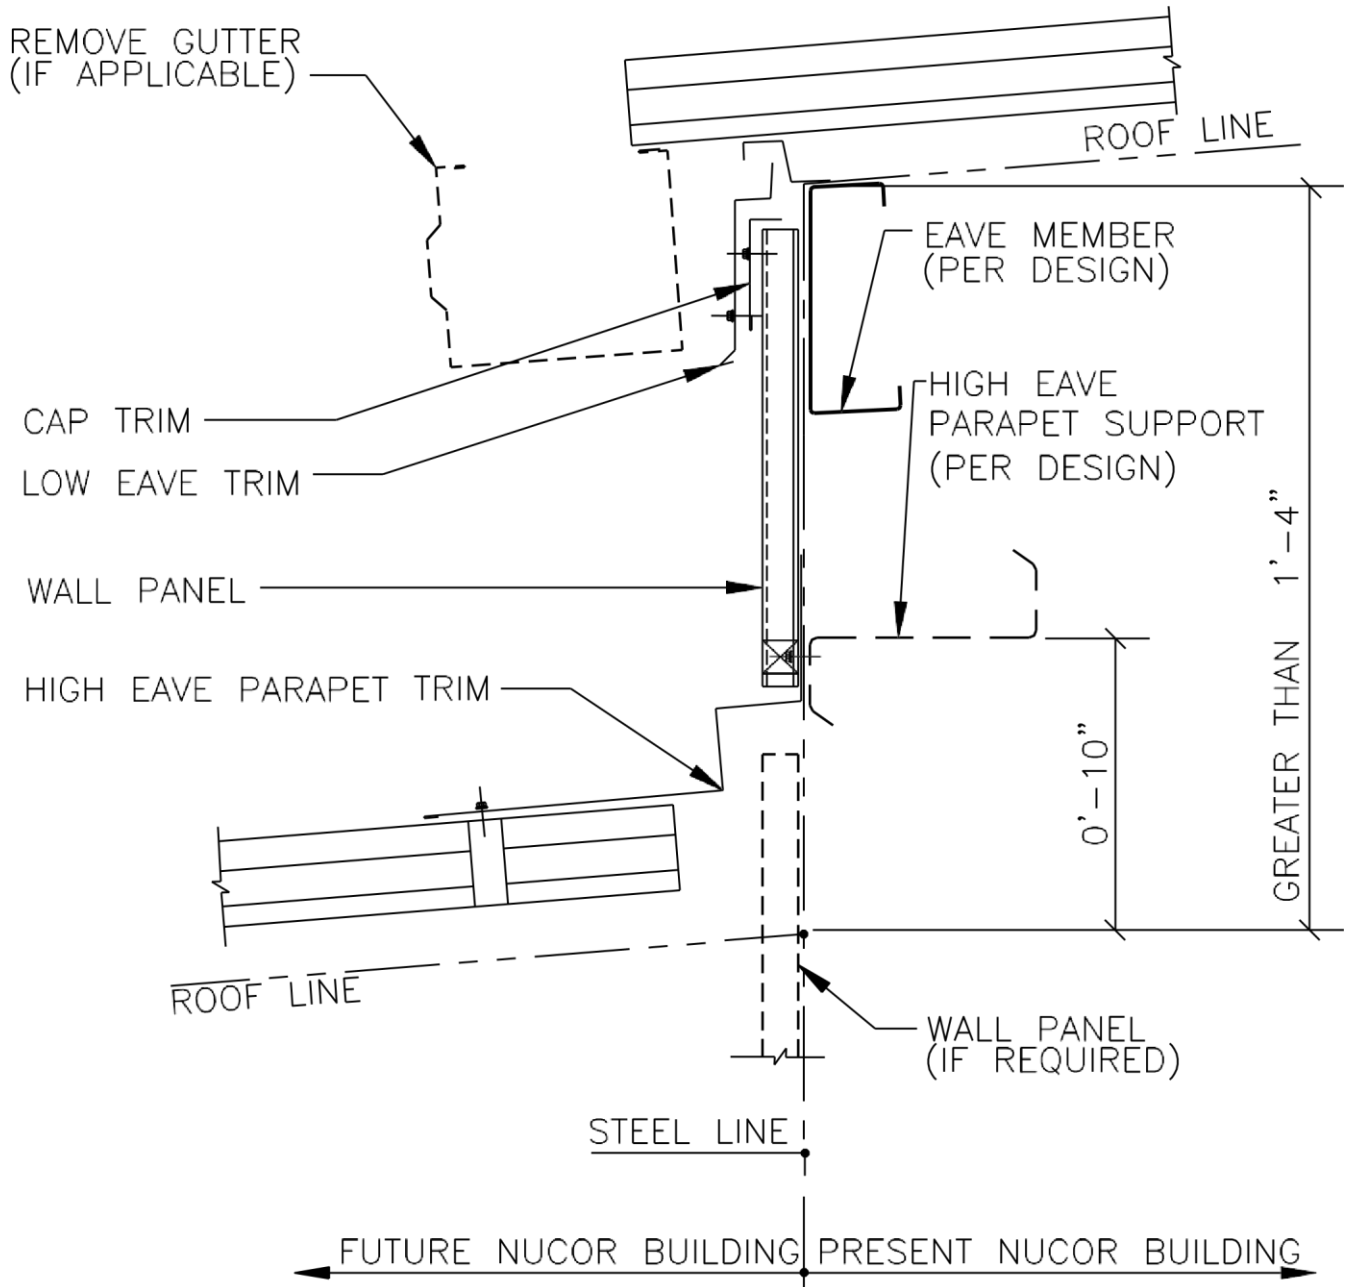 REMOVE GUTTER
(IF APPLICABLE)
ROOF LINE
EAVE MEMBER
(PER DESIGN)
HIGH EAVE
PARAPET SUPPORT
(PER DESIGN)
CAP TRIM
LOW EAVE TRIM
WALL PANEL
HIGH EAVE PARAPET TRIM
0'-10"
GREATER THAN 1'-4"
ROOF LINE
WALL PANEL
(IF REQUIRED)
STEEL LINE
FUTURE NUCOR BUILDING
PRESENT NUCOR BUILDING